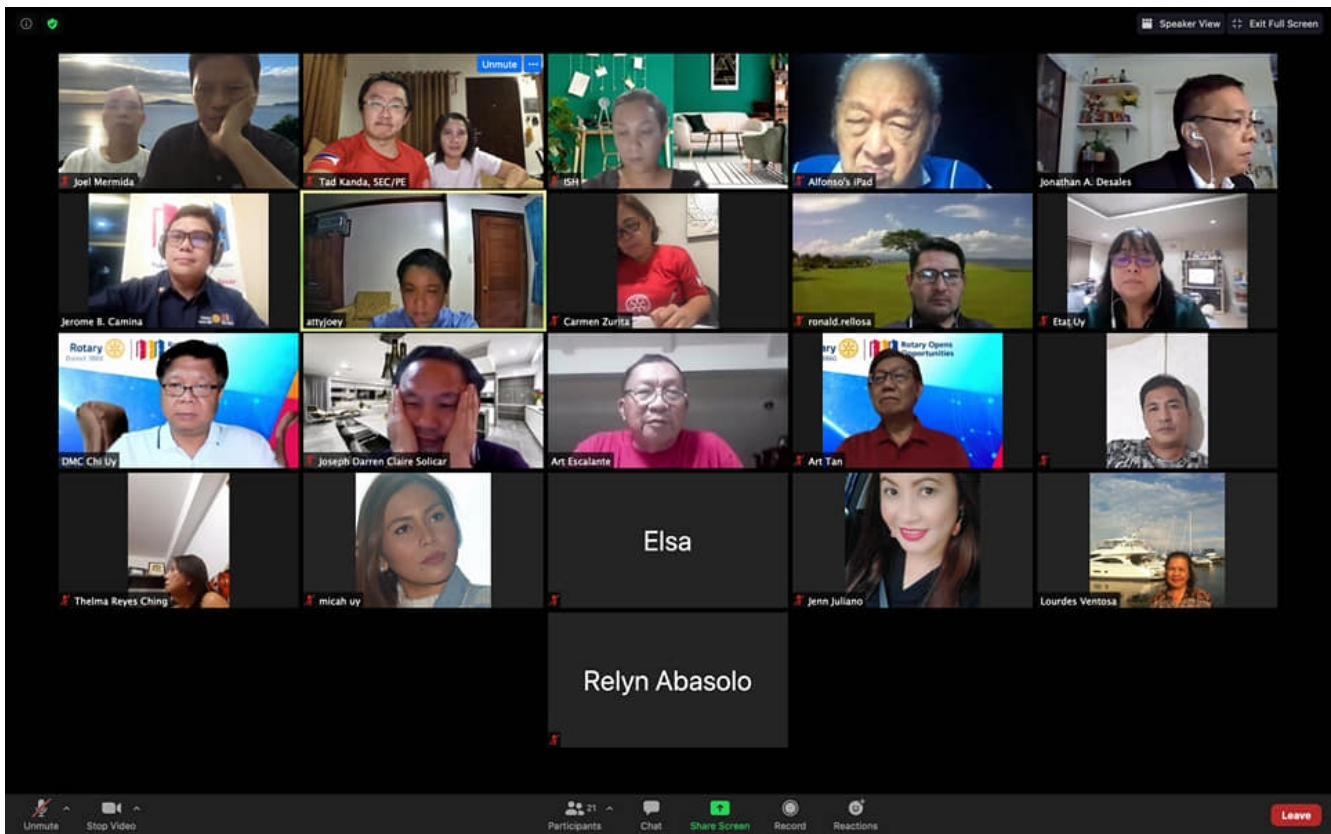 Speaker View
Exit Full Screen
Unmute
Joel Mermida
Tad Kanda, SEC/PE
ISH
Alfonso's iPad
Jonathan A. Desales
Jerome B. Camina
attyjoey
Carmen Zurita
ronald.rellosa
Etat Uy
Rotary
DMC Chi Uy
Joseph Darren Claire Solicar
Art Escalante
Rotary Opens
Opportunities
Art Tan
Thelma Reyes Ching
micah uy
Elsa
Jenn Juliano
Lourdes Ventosa
Relyn Abasolo
Unmute
Stop Video
Participants
21
Chat
Share Screen
Record
Reactions
Leave